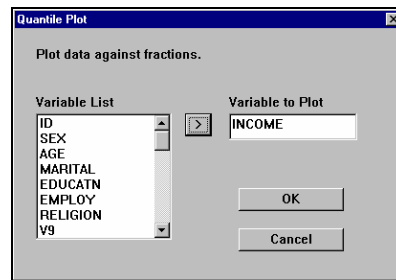 Quantile Plot
Plot data against fractions.
Variable List
Variable to Plot
ID
SEX
AGE
MARITAL
EDUCATN
EMPLOY
RELIGION
V9
>
INCOME
OK
Cancel